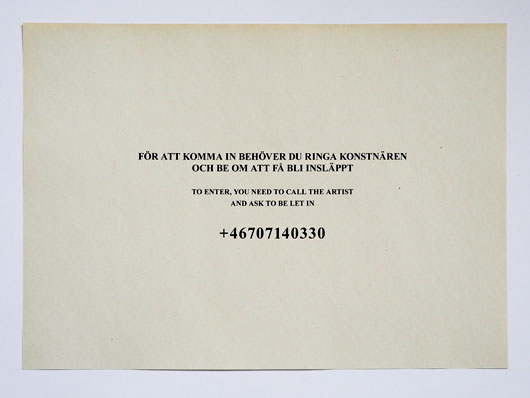 FÖR ATT KOMMA IN BEHÖVER DU RINGA KONSTNÄREN
OCH BE OM ATT FÅ BLI INSLÄPPT
TO ENTER, YOU NEED TO CALL THE ARTIST
AND ASK TO BE LET IN
+46707140330